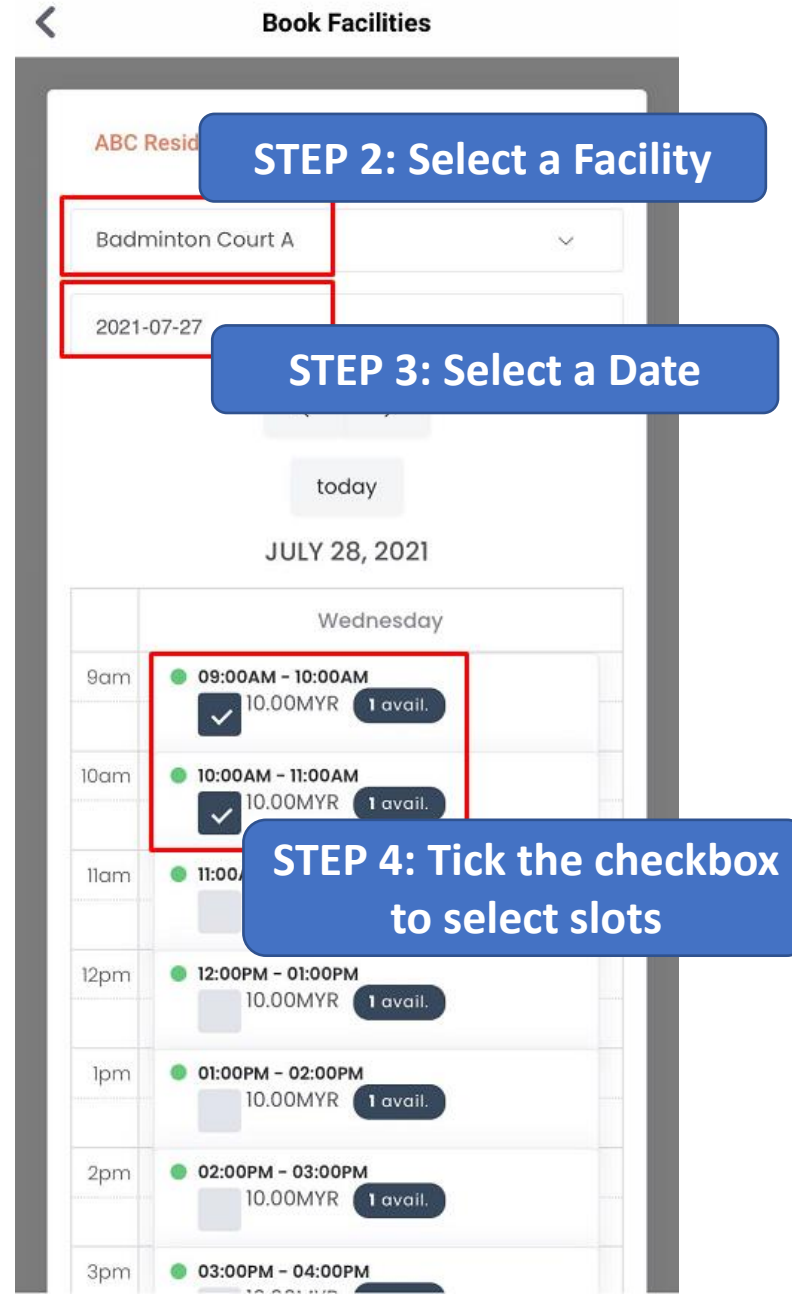 Book Facilities
ABC Resid
STEP 2: Select a Facility
Badminton Court A
2021-07-27
STEP 3: Select a Date
today
JULY 28, 2021
Wednesday
9am
09:00AM - 10:00AM
10.00MYR 1 avail.
10am
10:00AM - 11:00AM
10.00MYR 1 avail.
STEP 4: Tick the checkbox
to select slots
11am
11:00
12pm
12:00PM - 01:00PM
10.00MYR 1 avail.
1pm
01:00PM - 02:00PM
10.00MYR 1 avail.
2pm
02:00PM - 03:00PM
10.00MYR 1 avail.
3pm
03:00PM - 04:00PM